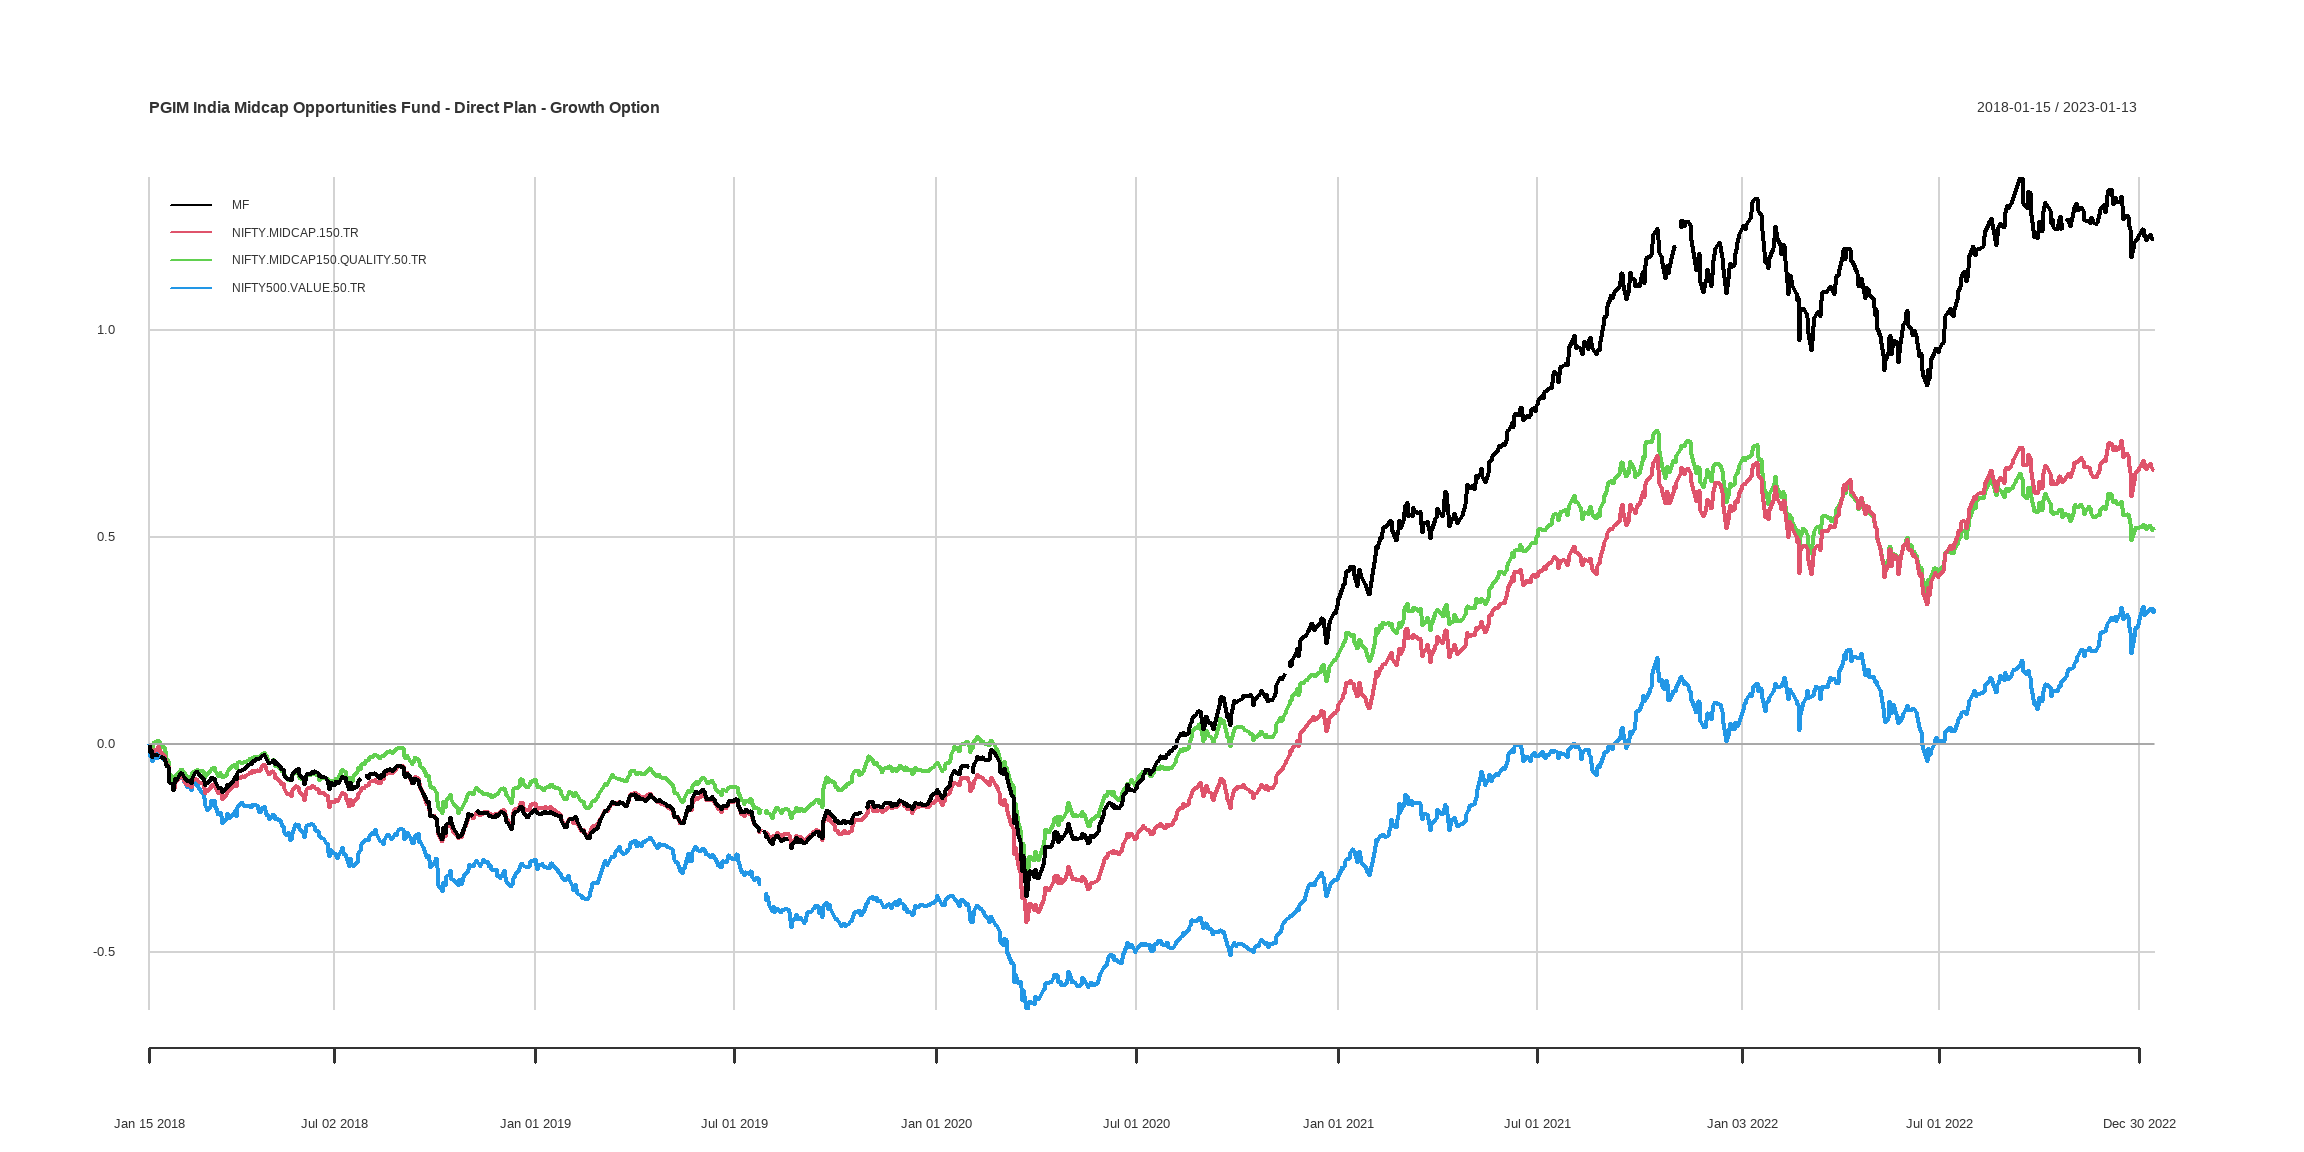 PGIM India Midcap Opportunities Fund - Direct Plan - Growth Option
2018-01-15 / 2023-01-13
MF
NIFTY.MIDCAP.150.TR
NIFTY.MIDCAP150.QUALITY.50.TR
NIFTY500.VALUE.50.TR
1.0
0.5
0.0
-0.5
Jan 15 2018
Jul 02 2018
Jan 01 2019
Jul 01 2019
Jan 01 2020
Jul 01 2020
Jan 01 2021
Jul 01 2021
Jan 03 2022
Jul 01 2022
Dec 30 2022